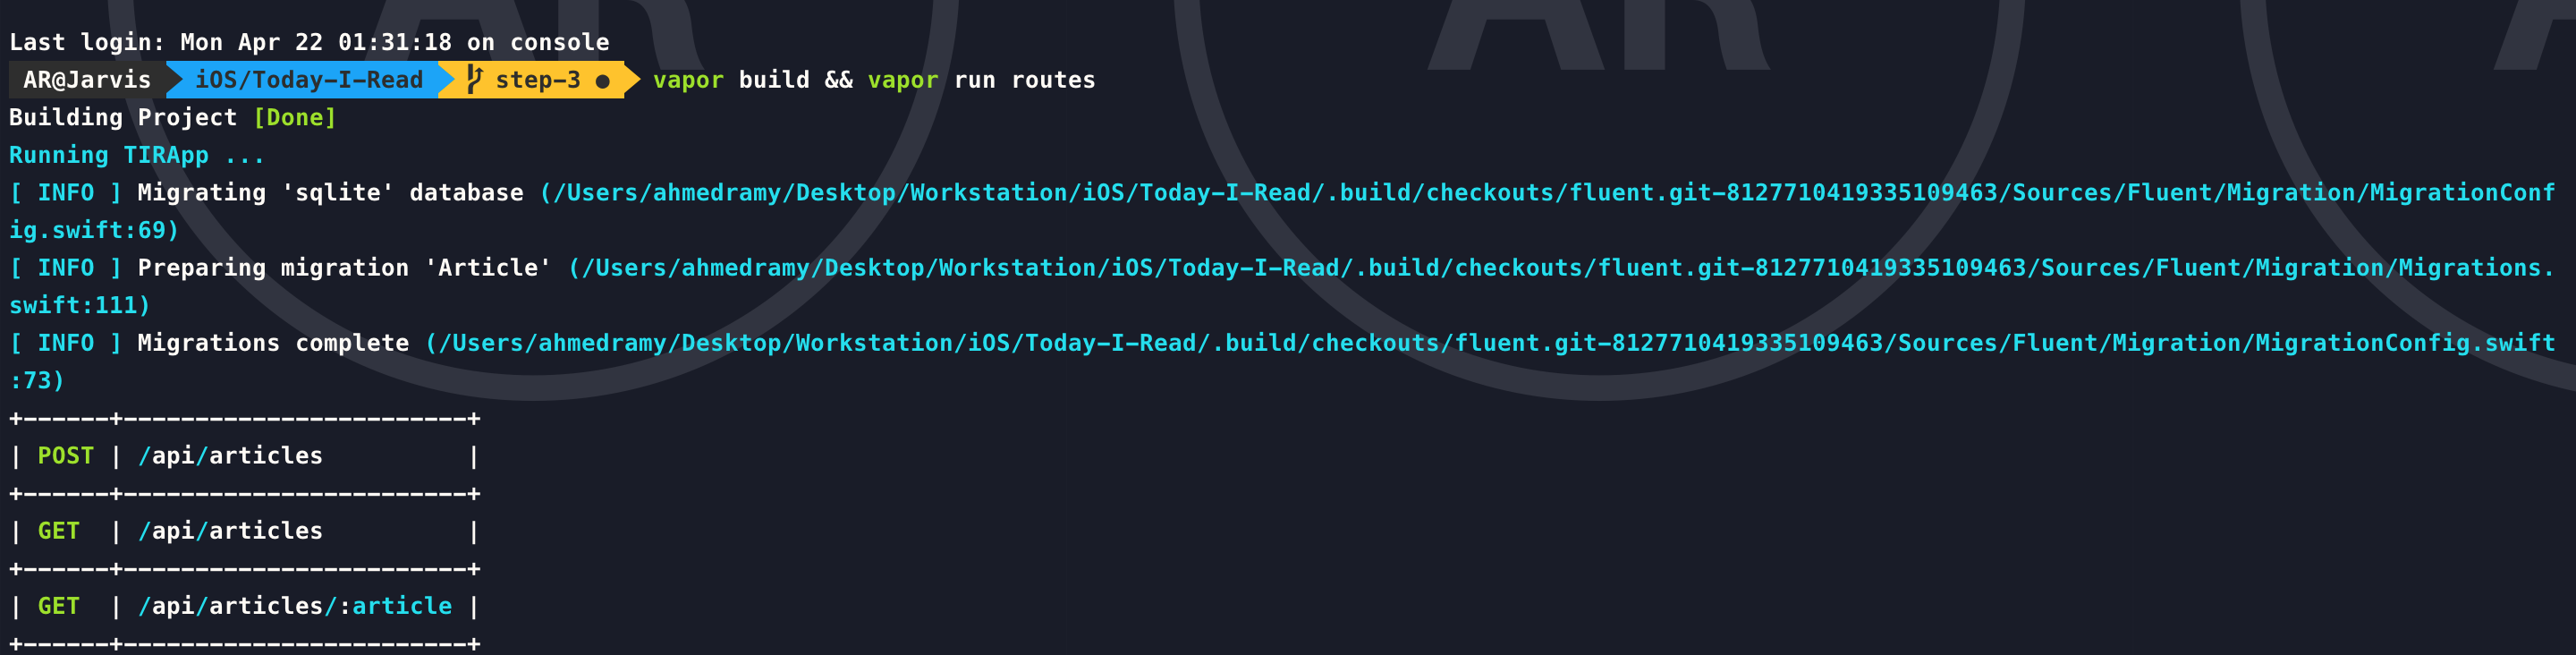 AR AR A
Last login: Mon Apr 22 01:31:18 on console
AR@Jarvis iOS/Today-I-Read step-3 ● vapor build && vapor run routes
Building Project [Done]
Running TIRApp ...
[ INFO ] Migrating 'sqlite' database (/Users/ahmedramy/Desktop/Workstation/iOS/Today-I-Read/.build/checkouts/fluent.git-8127710419335109463/Sources/Fluent/Migration/MigrationConf
ig.swift:69)
[ INFO ] Preparing migration 'Article' (/Users/ahmedramy/Desktop/Workstation/iOS/Today-I-Read/.build/checkouts/fluent.git-8127710419335109463/Sources/Fluent/Migration/Migrations.
swift:111)
[ INFO ] Migrations complete (/Users/ahmedramy/Desktop/Workstation/iOS/Today-I-Read/.build/checkouts/fluent.git-8127710419335109463/Sources/Fluent/Migration/MigrationConfig.swift
:73)
+------+------------------------+
| POST | /api/articles          |
+------+------------------------+
| GET  | /api/articles          |
+------+------------------------+
| GET  | /api/articles/:article |
+------+------------------------+